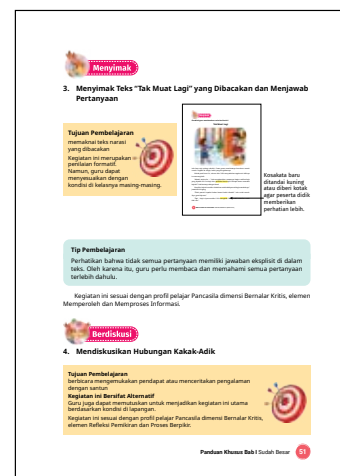 Menyimak
3. Menyimak Teks "Tak Muat Lagi" yang Dibacakan dan Menjawab
Pertanyaan
Tujuan Pembelajaran
memaknai teks narasi
yang dibacakan
Kegiatan ini merupakan
penilaian formatif.
Namun, guru dapat
menyesuaikan dengan
kondisi di kelasnya masing-masing.
Kosakata baru
ditandai kuning
atau diberi kotak
agar peserta didik
memberikan
perhatian lebih.
Tip Pembelajaran
Perhatikan bahwa tidak semua pertanyaan memiliki jawaban eksplisit di dalam
teks. Oleh karena itu, guru perlu membaca dan memahami semua pertanyaan
terlebih dahulu.
Kegiatan ini sesuai dengan profil pelajar Pancasila dimensi Bernalar Kritis, elemen
Memperoleh dan Memproses Informasi.
Berdiskusi
4. Mendiskusikan Hubungan Kakak-Adik
Tujuan Pembelajaran
berbicara mengemukakan pendapat atau menceritakan pengalaman
dengan santun
Kegiatan Ini Bersifat Alternatif
Guru juga dapat memutuskan untuk menjadikan kegiatan ini utama
berdasarkan kondisi di lapangan.
Kegiatan ini sesuai dengan profil pelajar Pancasila dimensi Bernalar Kritis,
elemen Refleksi Pemikiran dan Proses Berpikir.
Panduan Khusus Bab I Sudah Besar 51